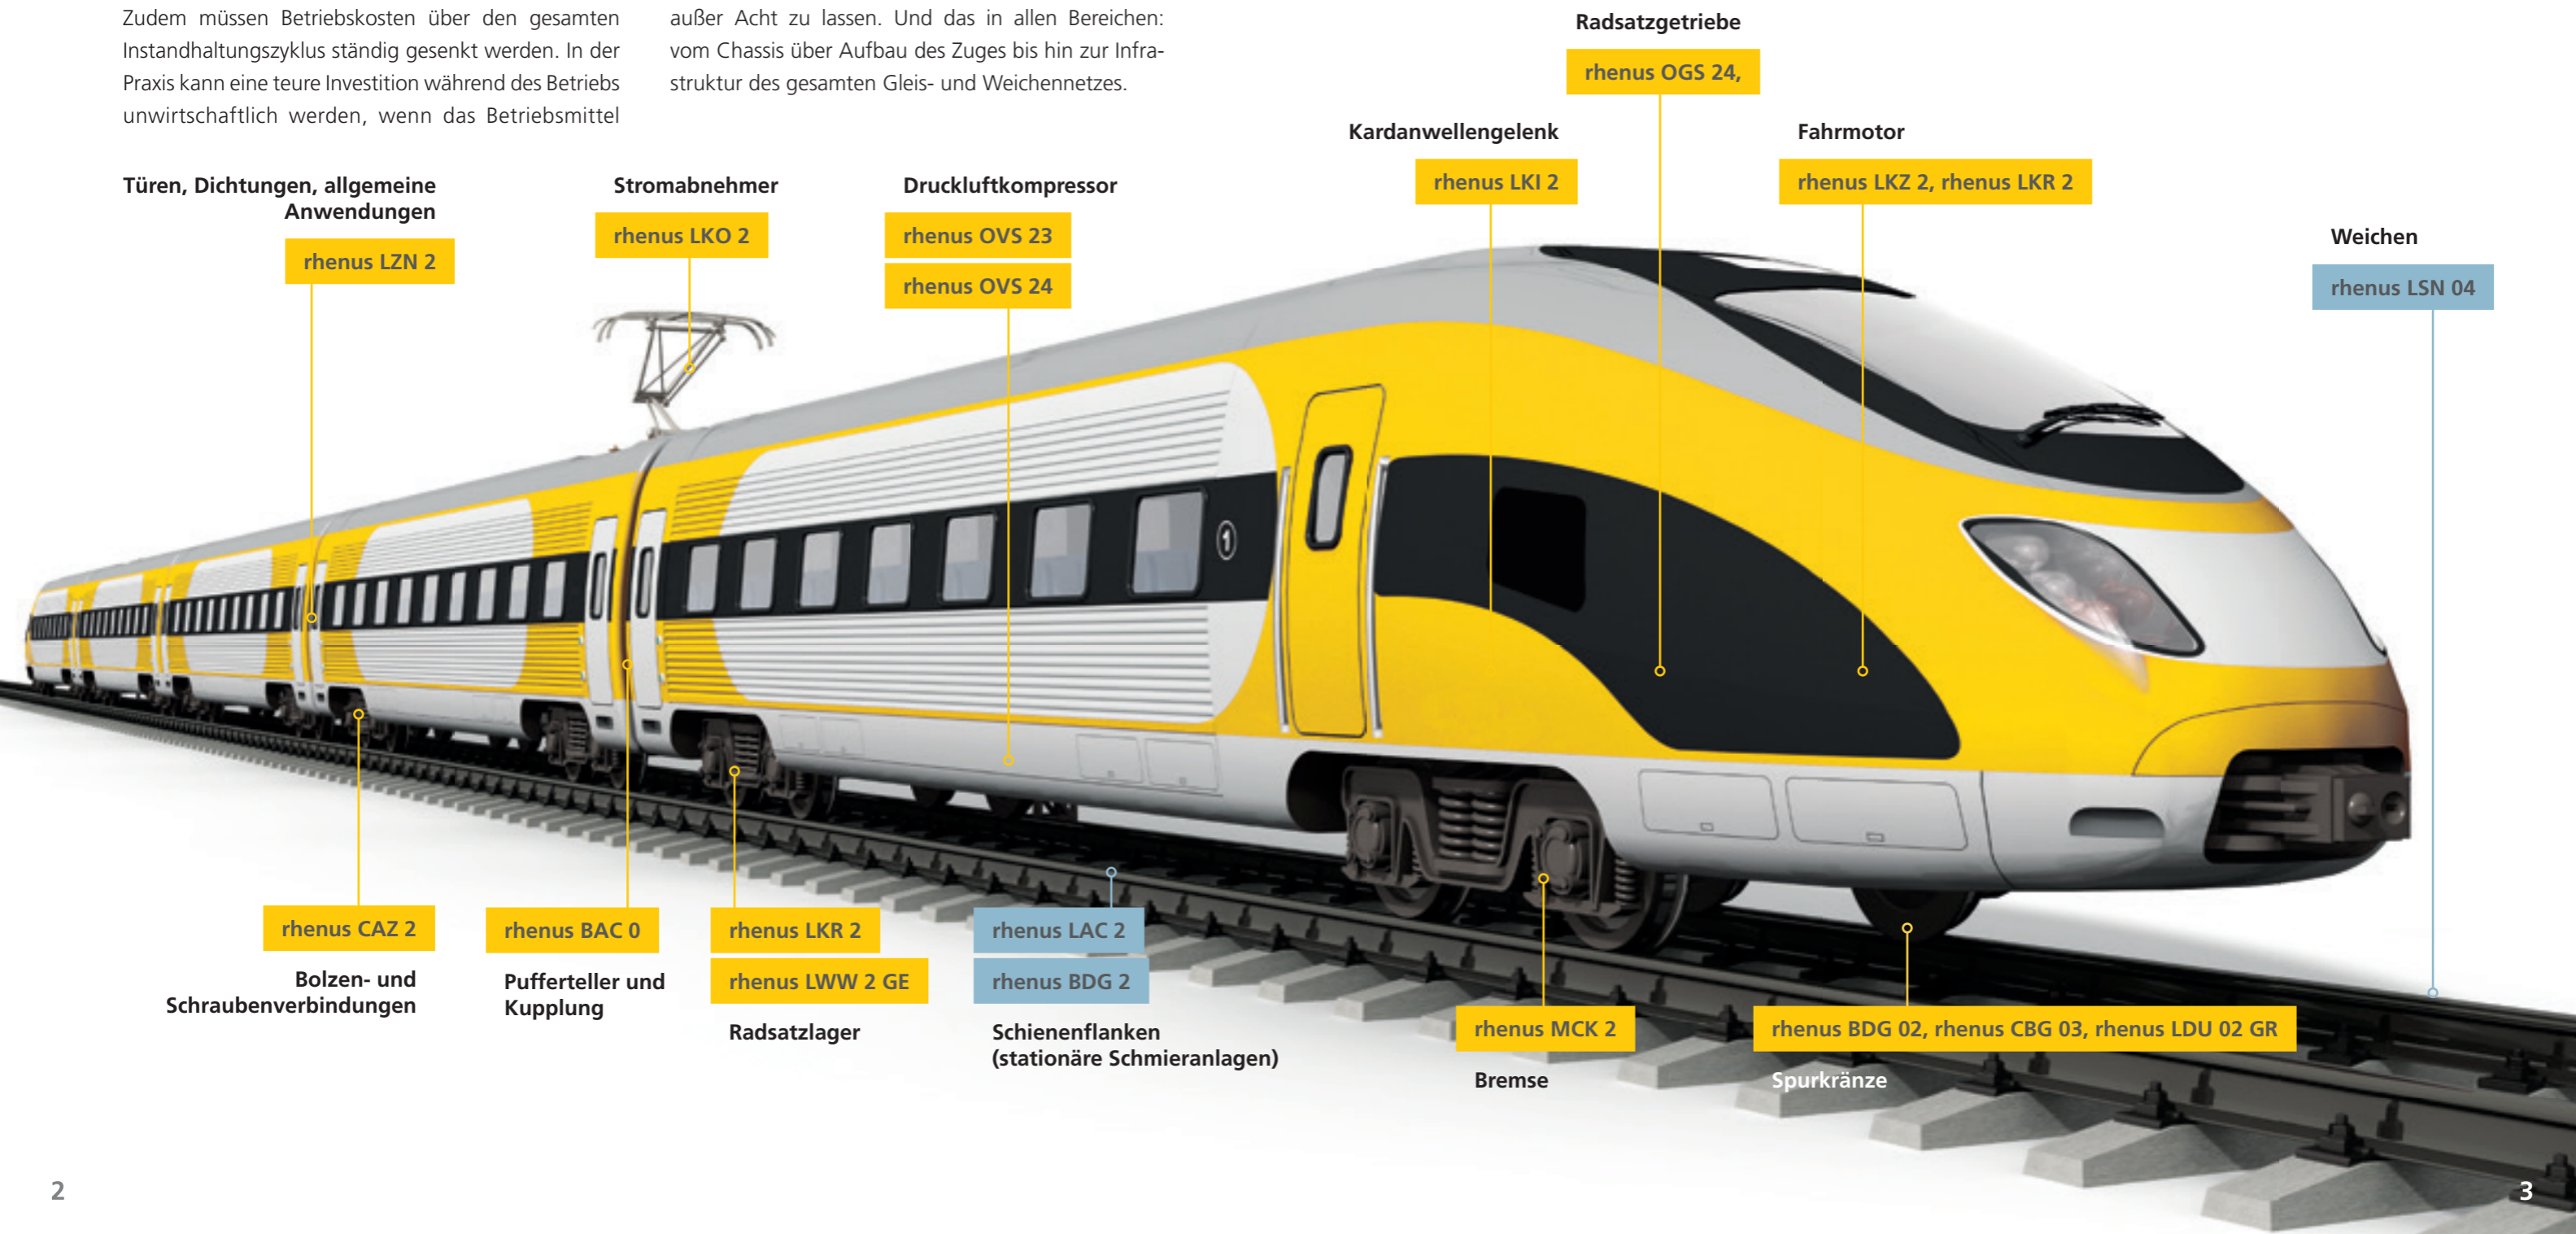 Zudem müssen Betriebskosten über den gesamten
Instandhaltungszyklus ständig gesenkt werden. In der
Praxis kann eine teure Investition während des Betriebs
unwirtschaftlich werden, wenn das Betriebsmittel
außer Acht zu lassen. Und das in allen Bereichen:
vom Chassis über Aufbau des Zuges bis hin zur Infra-
struktur des gesamten Gleis- und Weichennetzes.
Radsatzgetriebe
rhenus OGS 24,
Kardanwellengelenk
rhenus LKI 2
Fahrmotor
rhenus LKZ 2, rhenus LKR 2
Türen, Dichtungen, allgemeine
Anwendungen
rhenus LZN 2
Stromabnehmer
rhenus LKO 2
Druckluftkompressor
rhenus OVS 23
rhenus OVS 24
Weichen
rhenus LSN 04
1
rhenus CAZ 2
Bolzen- und
Schraubenverbindungen
rhenus BAC 0
Pufferteller und
Kupplung
rhenus LKR 2
rhenus LWW 2 GE
Radsatzlager
rhenus LAC 2
rhenus BDG 2
Schienenflanken
(stationäre Schmieranlagen)
rhenus MCK 2
Bremse
rhenus BDG 02, rhenus CBG 03, rhenus LDU 02 GR
Spurkränze
2
3